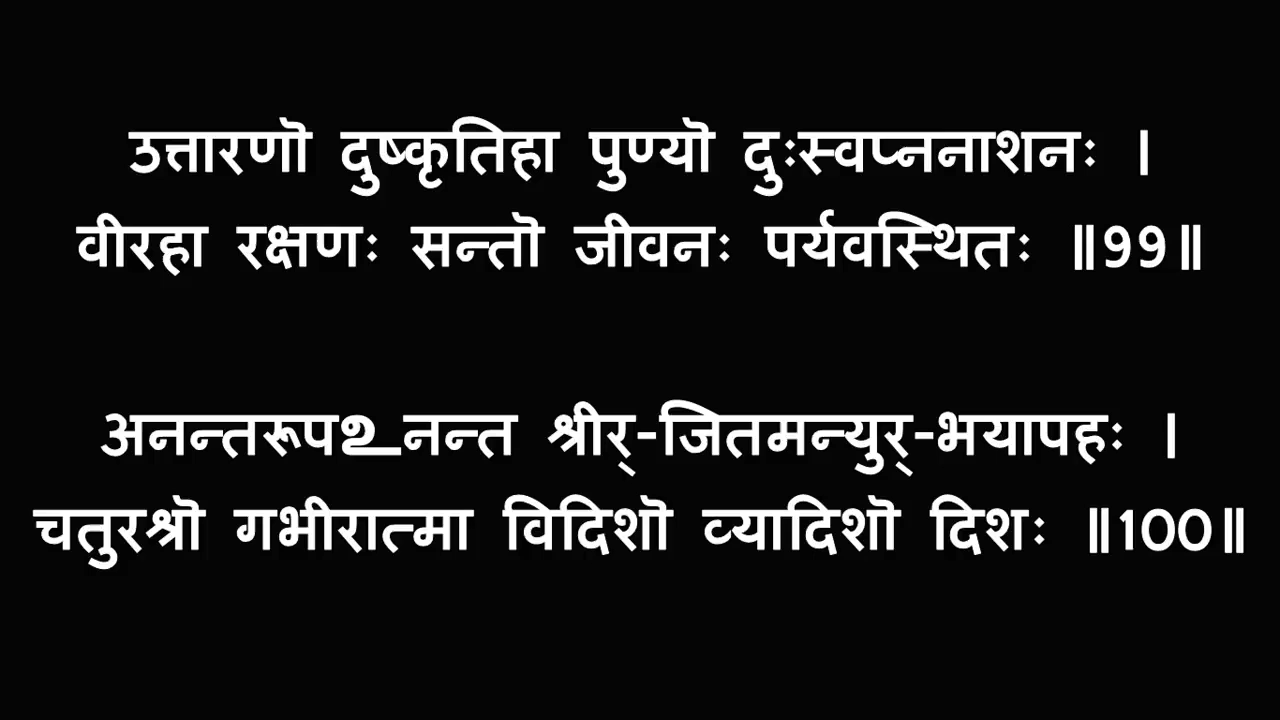 उत्तारणॊ दुष्कृतिहा पुण्यॊ दुःस्वप्ननाशनः ।
वीरहा रक्षणः सन्तॊ जीवनः पर्यवस्थितः ॥99॥
अनन्तरूपஉनन्त श्रीर्-जितमन्युर्-भयापहः ।
चतुरश्रॊ गभीरात्मा विदिशॊ व्यादिशॊ दिशः ॥100॥